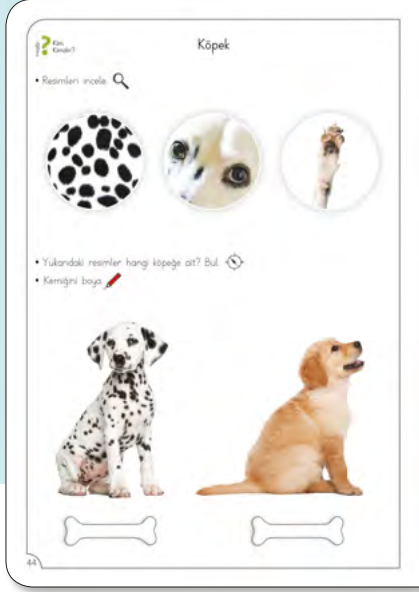 Kim
Kimdir?
Köpek
• Resimleri incele.
• Yukarıdaki resimler hangi köpeğe ait? Bul.
• Kemiğini boya.
44